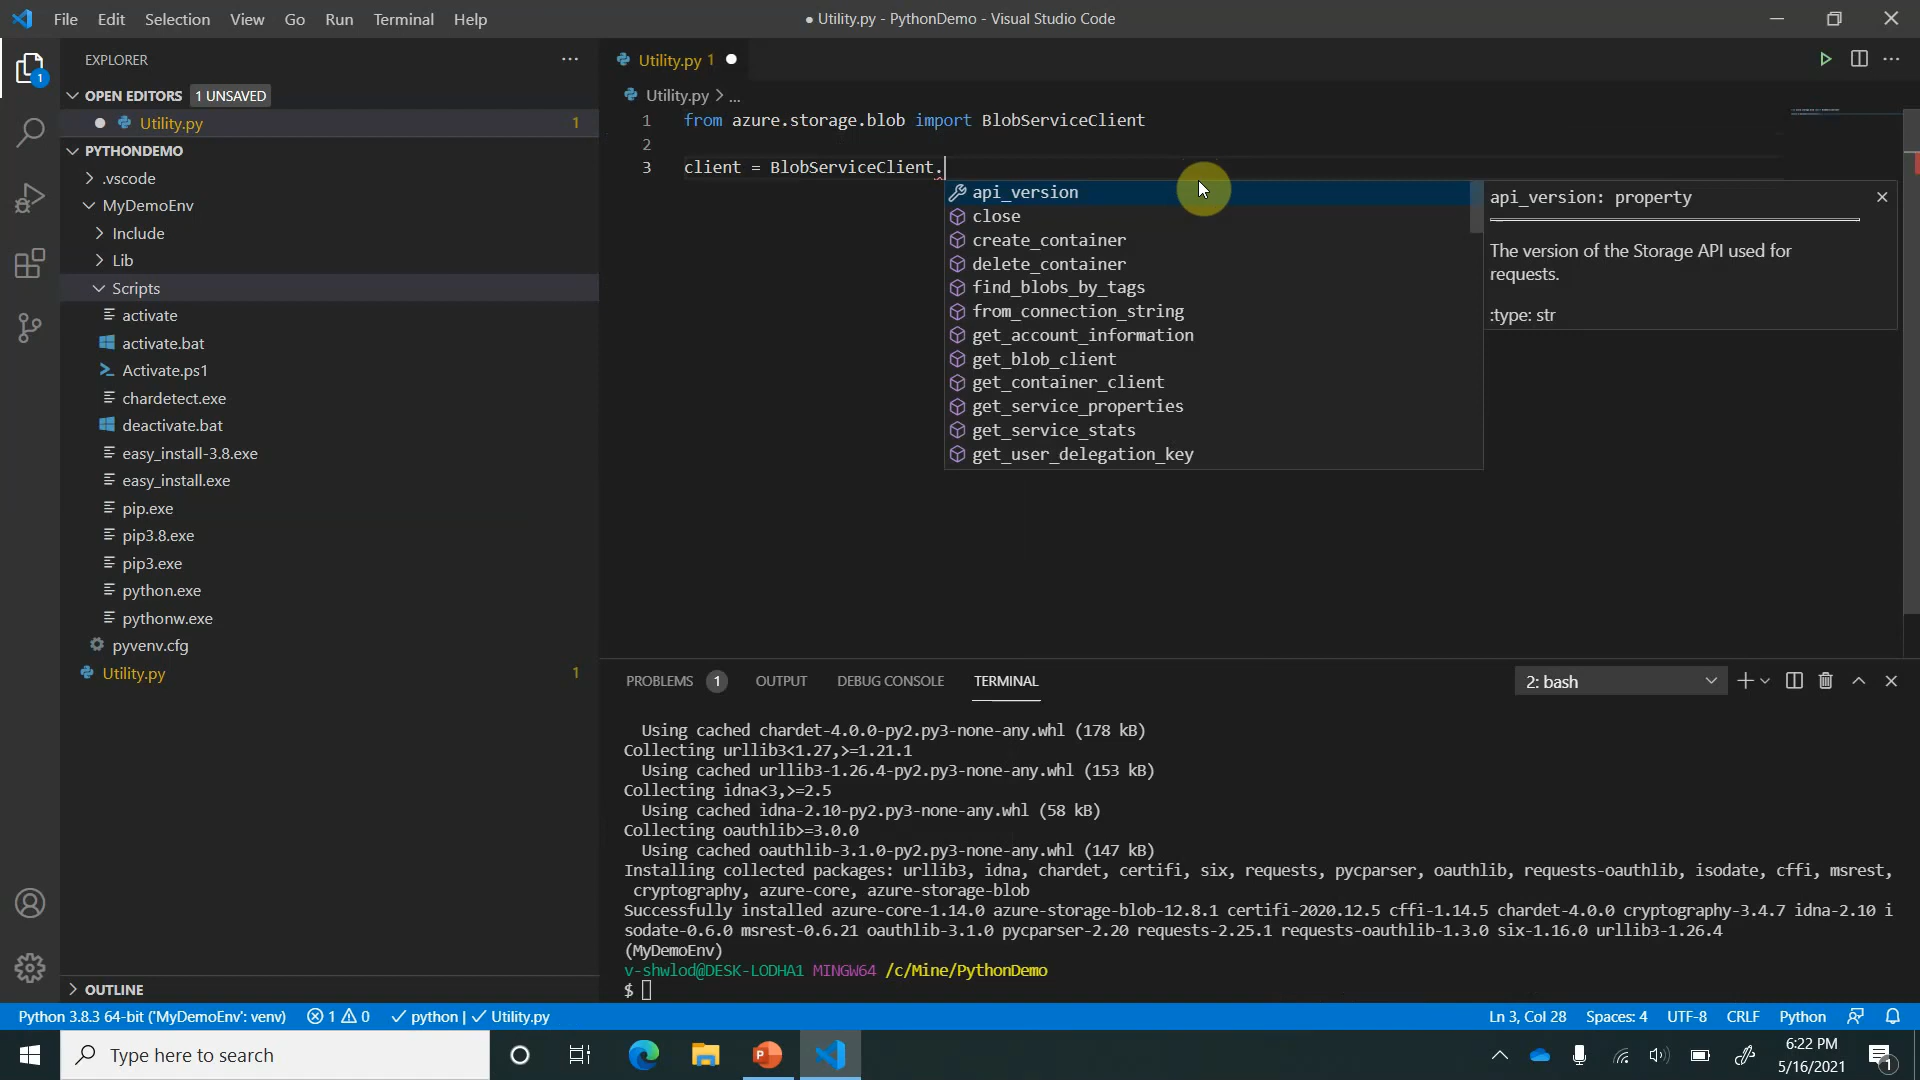 File Edit Selection View Go Run Terminal Help
● Utility.py - PythonDemo - Visual Studio Code
EXPLORER
OPEN EDITORS 1 UNSAVED
Utility.py 1
PYTHONDEMO
.vscode
MyDemoEnv
Include
Lib
Scripts
activate
activate.bat
Activate.ps1
chardetect.exe
deactivate.bat
easy_install-3.8.exe
easy_install.exe
pip.exe
pip3.8.exe
pip3.exe
python.exe
pythonw.exe
pyvenv.cfg
Utility.py 1
OUTLINE
1
Utility.py 1
Utility.py > ...
1 from azure.storage.blob import BlobServiceClient
2
3 client = BlobServiceClient.
api_version
close
create_container
delete_container
find_blobs_by_tags
from_connection_string
get_account_information
get_blob_client
get_container_client
get_service_properties
get_service_stats
get_user_delegation_key
api_version: property
The version of the Storage API used for
requests.
:type: str
PROBLEMS 1 OUTPUT DEBUG CONSOLE TERMINAL
2: bash
Using cached chardet-4.0.0-py2.py3-none-any.whl (178 kB)
Collecting urllib3<1.27,>=1.21.1
Using cached urllib3-1.26.4-py2.py3-none-any.whl (153 kB)
Collecting idna<3,>=2.5
Using cached idna-2.10-py2.py3-none-any.whl (58 kB)
Collecting oauthlib>=3.0.0
Using cached oauthlib-3.1.0-py2.py3-none-any.whl (147 kB)
Installing collected packages: urllib3, idna, chardet, certifi, six, requests, pycparser, oauthlib, requests-oauthlib, isodate, cffi, msrest,
cryptography, azure-core, azure-storage-blob
Successfully installed azure-core-1.14.0 azure-storage-blob-12.8.1 certifi-2020.12.5 cffi-1.14.5 chardet-4.0.0 cryptography-3.4.7 idna-2.10 i
sodate-0.6.0 msrest-0.6.21 oauthlib-3.1.0 pycparser-2.20 requests-2.25.1 requests-oauthlib-1.3.0 six-1.16.0 urllib3-1.26.4
(MyDemoEnv)
v-shwlod@DESK-LODHA1 MINGW64 /c/Mine/PythonDemo
$
Python 3.8.3 64-bit ('MyDemoEnv': venv) 1 0 python | Utility.py
Ln 3, Col 28 Spaces: 4 UTF-8 CRLF Python
Type here to search
6:22 PM
5/16/2021
1